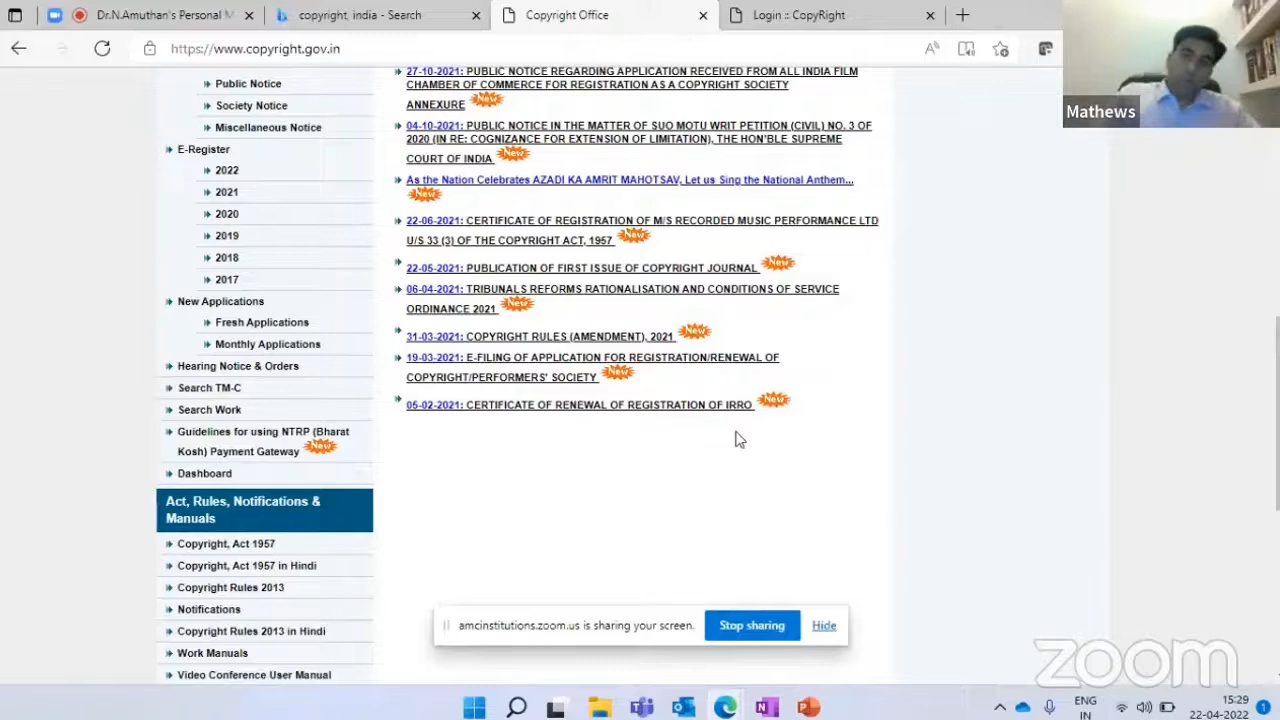 Dr.N.Amuthan's Personal M
copyright, india - Search
Copyright Office
Login :: CopyRight
https://www.copyright.gov.in
Mathews
Public Notice
Society Notice
Miscellaneous Notice
E-Register
2022
2021
2020
2019
2018
2017
New Applications
Fresh Applications
Monthly Applications
Hearing Notice & Orders
Search TM-C
Search Work
Guidelines for using NTRP (Bharat
Kosh) Payment Gateway New
Dashboard
Act, Rules, Notifications &
Manuals
Copyright, Act 1957
Copyright, Act 1957 in Hindi
Copyright Rules 2013
Notifications
Copyright Rules 2013 in Hindi
Work Manuals
Video Conference User Manual
27-10-2021: PUBLIC NOTICE REGARDING APPLICATION RECEIVED FROM ALL INDIA FILM
CHAMBER OF COMMERCE FOR REGISTRATION AS A COPYRIGHT SOCIETY
ANNEXURE New
04-10-2021: PUBLIC NOTICE IN THE MATTER OF SUO MOTU WRIT PETITION (CIVIL) NO. 3 OF
2020 (IN RE: COGNIZANCE FOR EXTENSION OF LIMITATION), THE HON'BLE SUPREME
COURT OF INDIA New
As the Nation Celebrates AZADI KA AMRIT MAHOTSAV, Let us Sing the National Anthem...
New
22-06-2021: CERTIFICATE OF REGISTRATION OF M/S RECORDED MUSIC PERFORMANCE LTD
U/S 33 (3) OF THE COPYRIGHT ACT, 1957 New
22-05-2021: PUBLICATION OF FIRST ISSUE OF COPYRIGHT JOURNAL New
06-04-2021: TRIBUNALS REFORMS RATIONALISATION AND CONDITIONS OF SERVICE
ORDINANCE 2021 New
31-03-2021: COPYRIGHT RULES (AMENDMENT), 2021 New
19-03-2021: E-FILING OF APPLICATION FOR REGISTRATION/RENEWAL OF
COPYRIGHT/PERFORMERS' SOCIETY New
05-02-2021: CERTIFICATE OF RENEWAL OF REGISTRATION OF IRRO New
amcinstitutions.zoom.us is sharing your screen.
Stop sharing
Hide
zoom
ENG
IN
15:29
22-04-2022
1